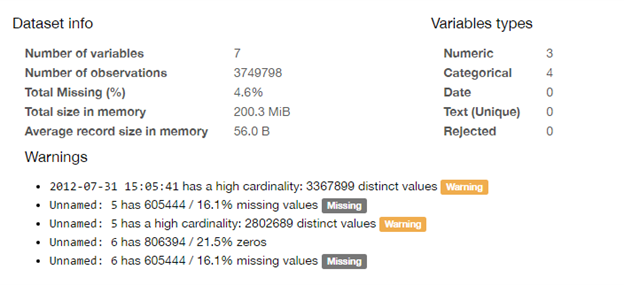 Dataset info
Number of variables 7
Number of observations 3749798
Total Missing (%) 4.6%
Total size in memory 200.3 MiB
Average record size in memory 56.0 B
Variables types
Numeric 3
Categorical 4
Date 0
Text (Unique) 0
Rejected 0
Warnings
2012-07-31 15:05:41 has a high cardinality: 3367899 distinct values Warning
Unnamed: 5 has 605444 / 16.1% missing values Missing
Unnamed: 5 has a high cardinality: 2802689 distinct values Warning
Unnamed: 6 has 806394 / 21.5% zeros
Unnamed: 6 has 605444 / 16.1% missing values Missing